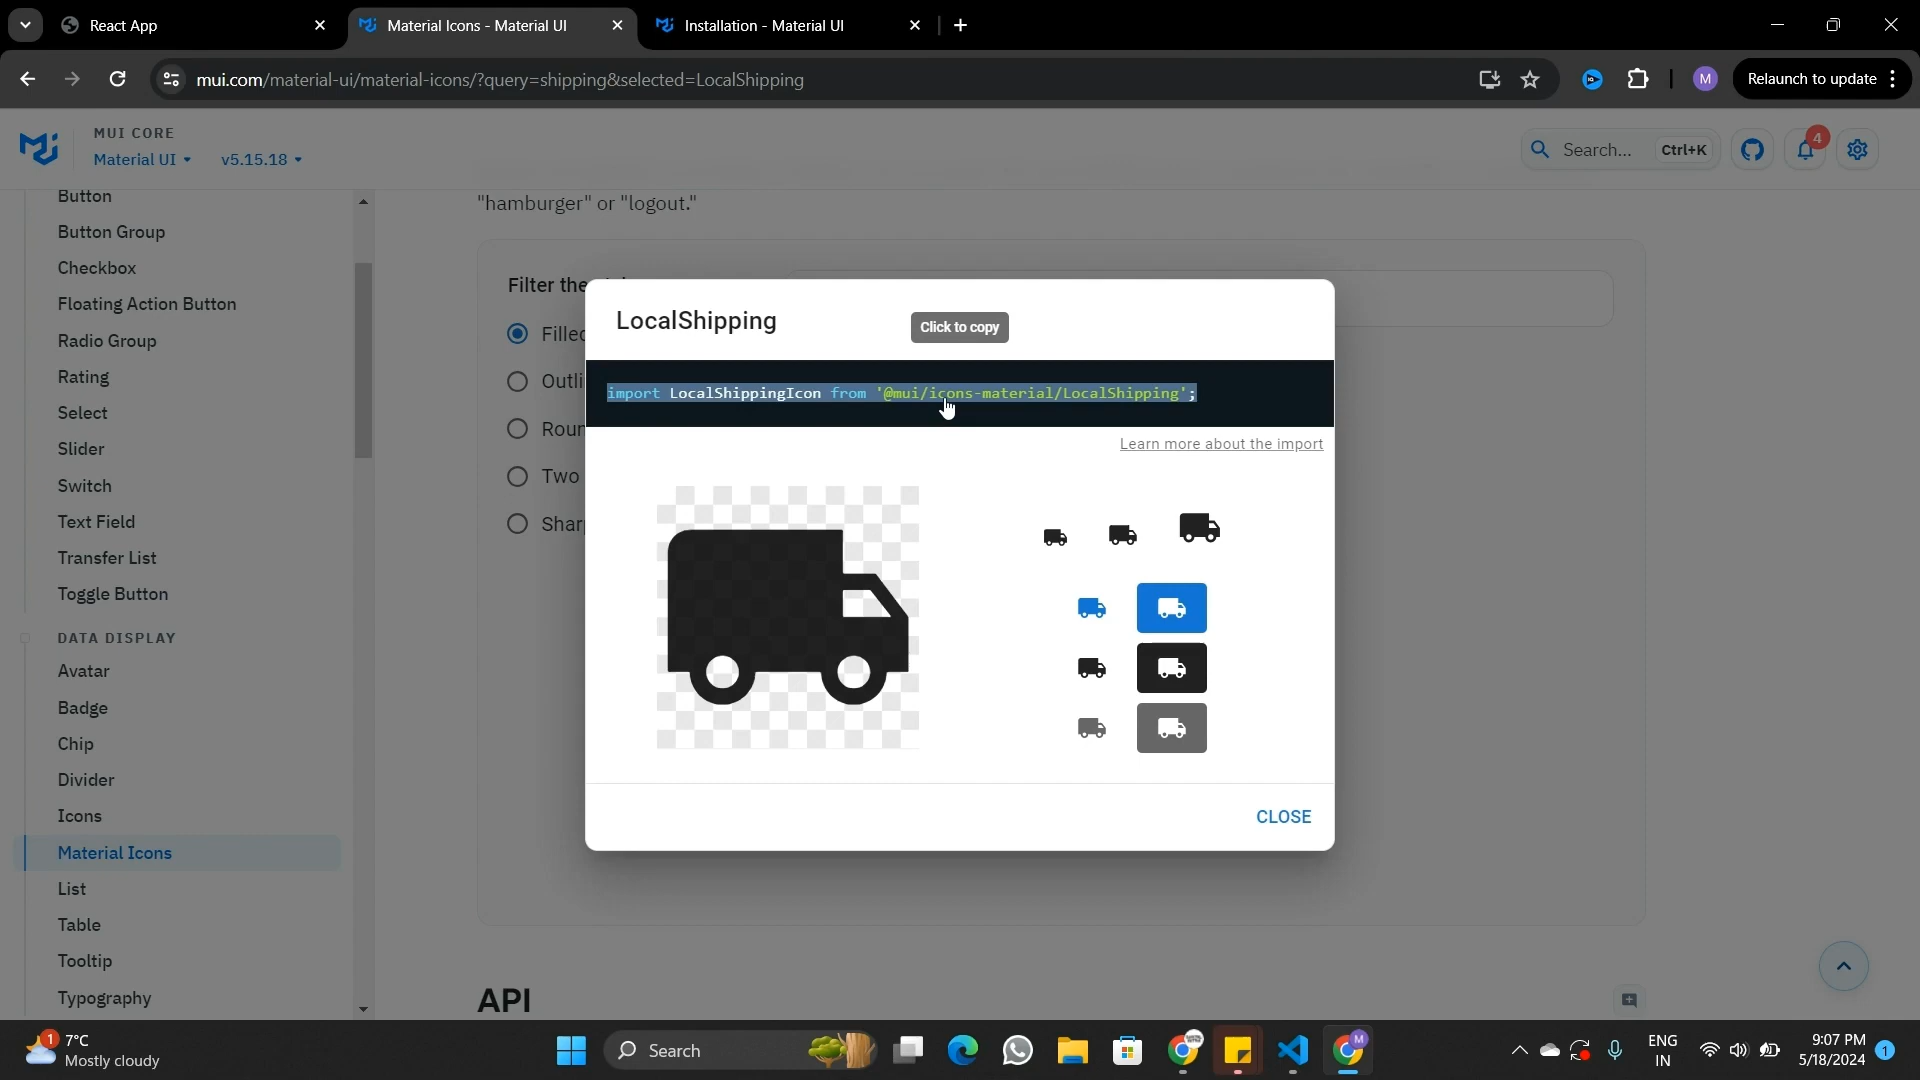 React App
Material Icons - Material UI
Installation - Material UI
mui.com/material-ui/material-icons/?query=shipping&selected=LocalShipping
M
Relaunch to update
MUI CORE
Material UI
v5.15.18
Search...
Ctrl+K
4
Button
Button Group
Checkbox
Floating Action Button
Radio Group
Rating
Select
Slider
Switch
Text Field
Transfer List
Toggle Button
DATA DISPLAY
Avatar
Badge
Chip
Divider
Icons
Material Icons
List
Table
Tooltip
Typography
"hamburger" or "logout."
Filter the
Filled
Outli
Roun
Two
Shar
LocalShipping
Click to copy
import LocalShippingIcon from '@mui/icons-material/LocalShipping';
Learn more about the import
CLOSE
API
1
7°C
Mostly cloudy
Search
M
ENG
IN
9:07 PM
5/18/2024
1